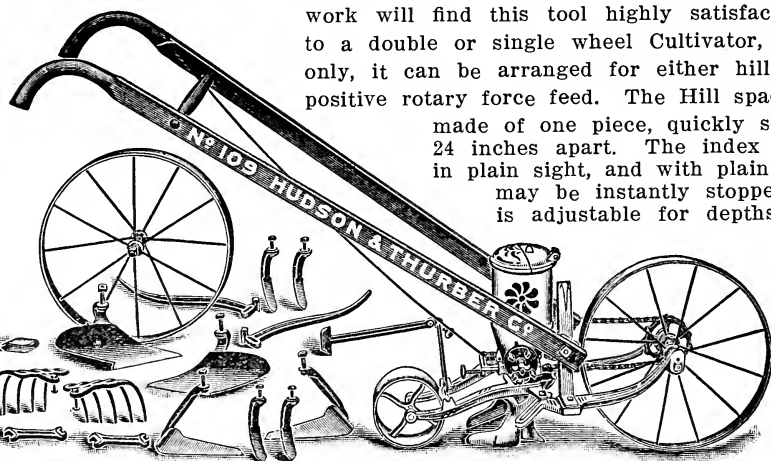 work will find this tool highly satisfac
to a double or single wheel Cultivator,
only, it can be arranged for either hill
positive rotary force feed. The Hill spa
made of one piece, quickly s
24 inches apart. The index
in plain sight, and with plain
may be instantly stoppe
is adjustable for depths
Nº 109 HUDSON & THURBER Cº